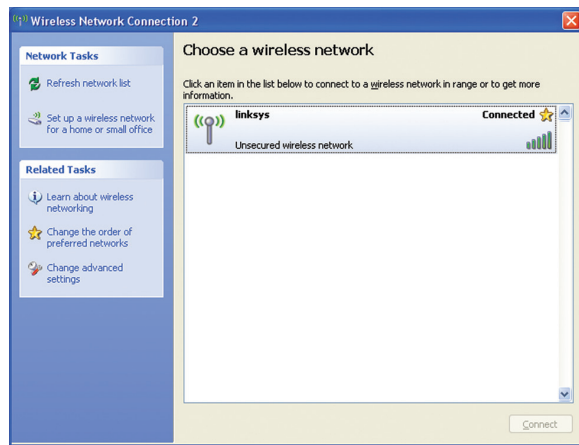 Wireless Network Connection 2
Network Tasks
Refresh network list
Set up a wireless network
for a home or small office
Related Tasks
Learn about wireless
networking
Change the order of
preferred networks
Change advanced
settings
Choose a wireless network
Click an item in the list below to connect to a wireless network in range or to get more
information.
linksys
Connected
Unsecured wireless network
Connect